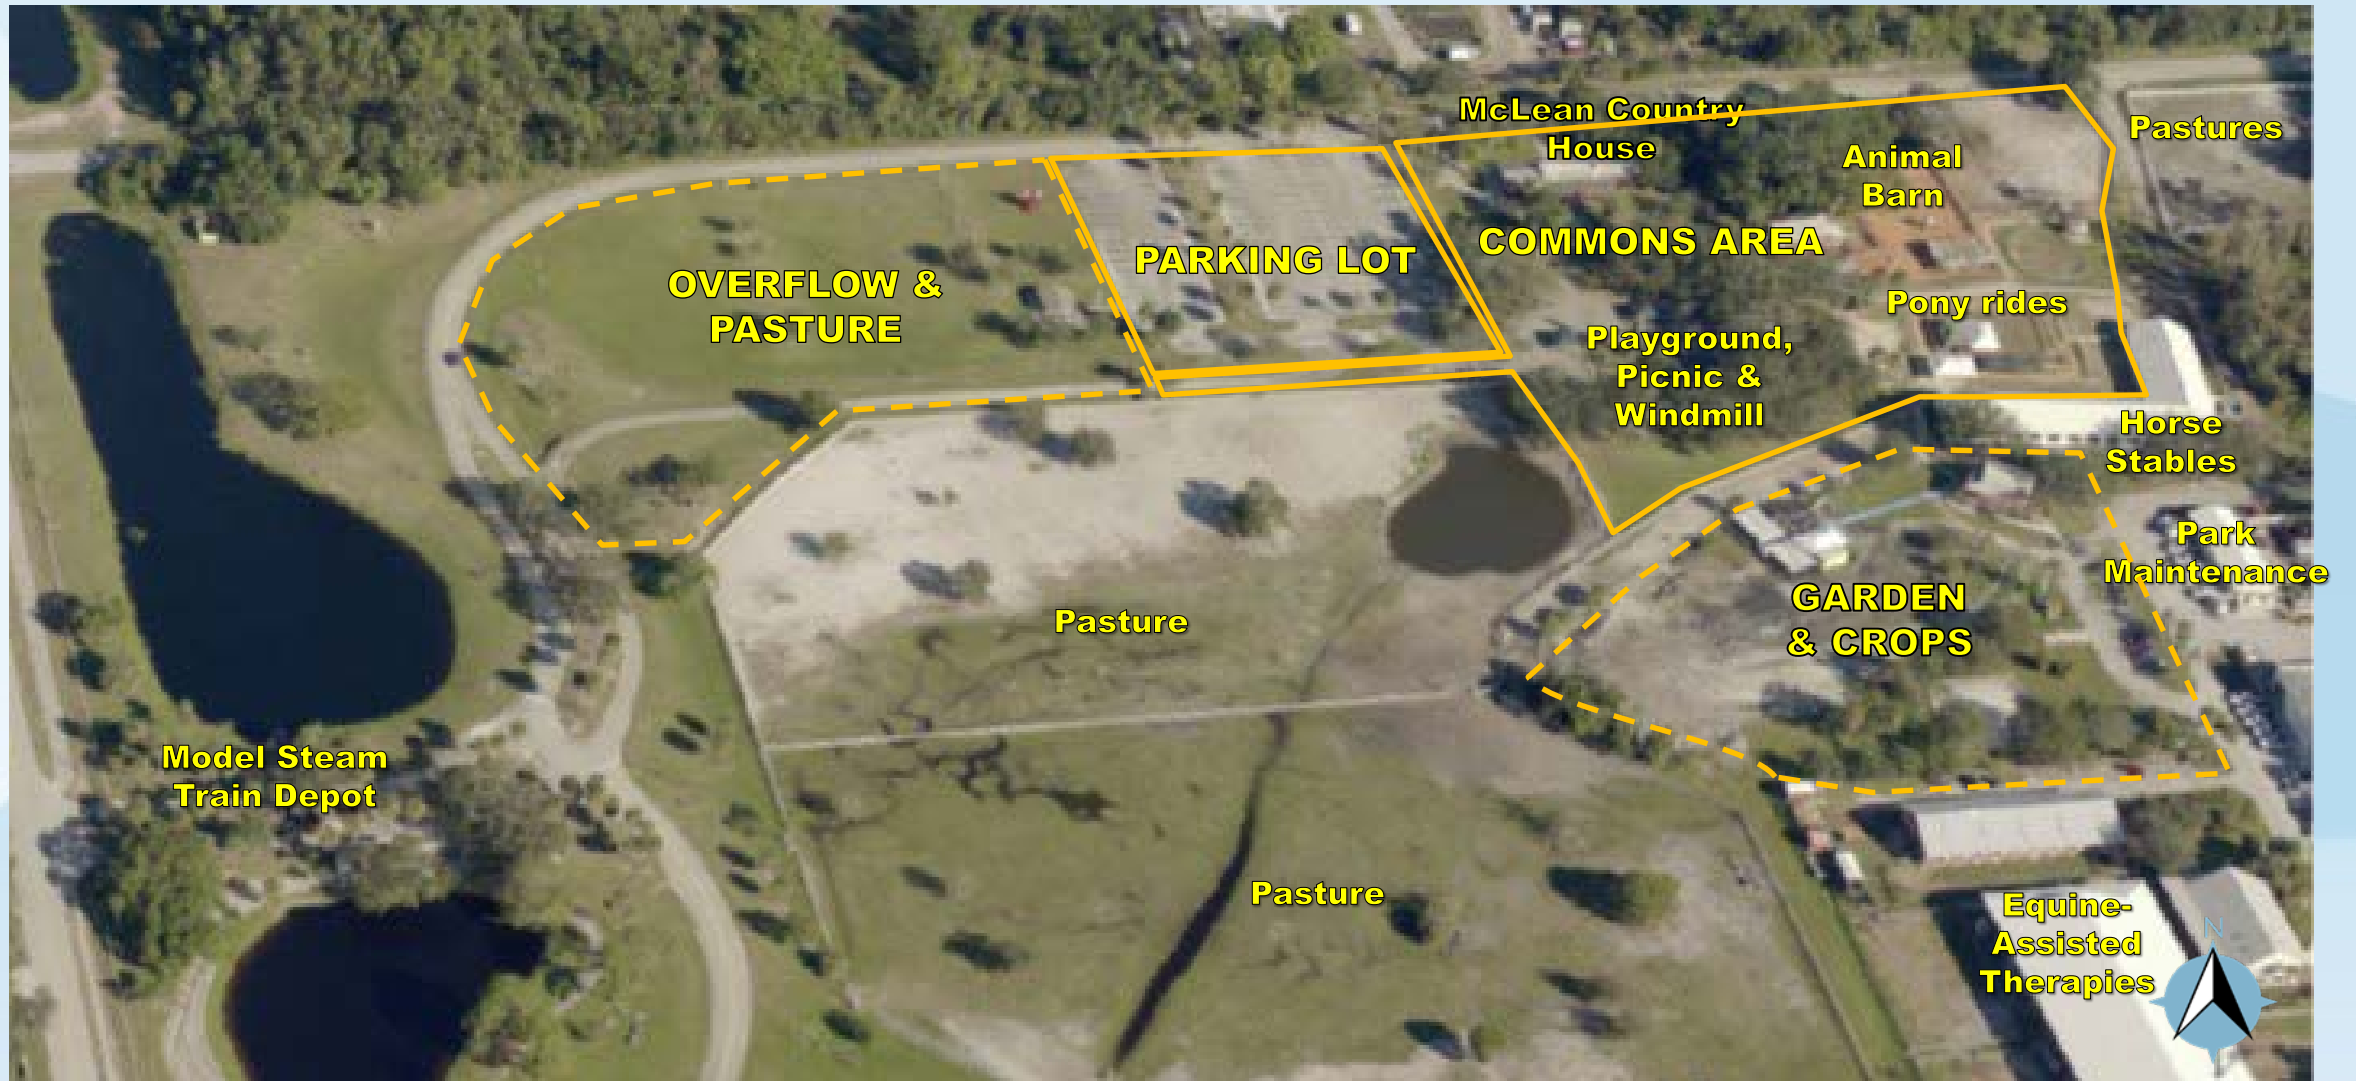 McLean Country
House
Pastures
Animal
Barn
COMMONS AREA
PARKING LOT
OVERFLOW &
PASTURE
Pony rides
Playground,
Picnic &
Windmill
Horse
Stables
Park
Maintenance
GARDEN
& CROPS
Pasture
Model Steam
Train Depot
Pasture
Equine-
Assisted
Therapies
N